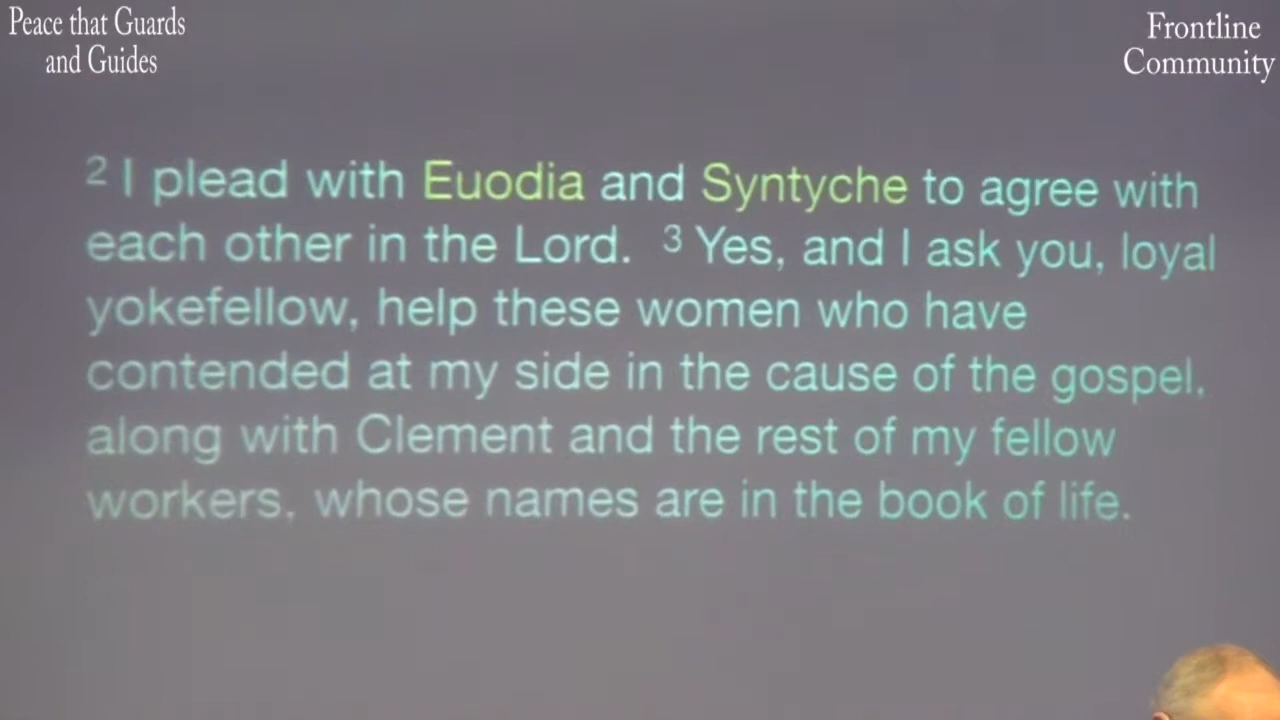 Peace that Guards
and Guides
Frontline
Community
2 I plead with Euodia and Syntyche to agree with
each other in the Lord. 3 Yes, and I ask you, loyal
yokefellow, help these women who have
contended at my side in the cause of the gospel,
along with Clement and the rest of my fellow
workers, whose names are in the book of life.